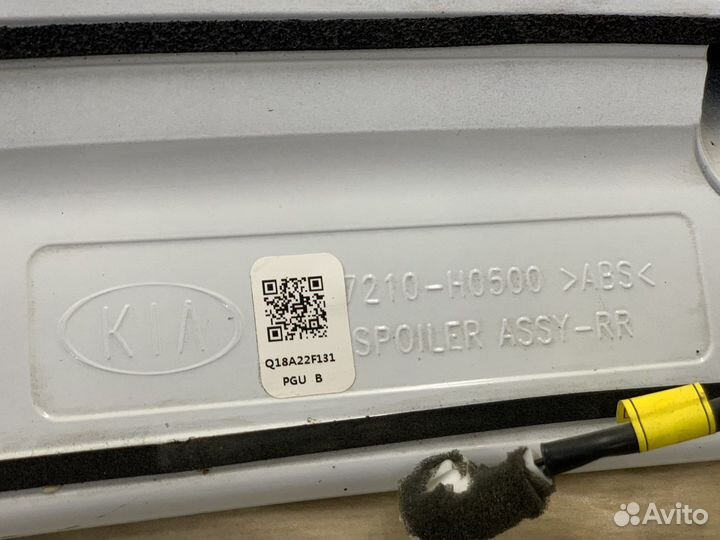 KIA
7210-H0500 >ABS<
SPOILER ASSY-RR
Q18A22F131
PGU B
Avito